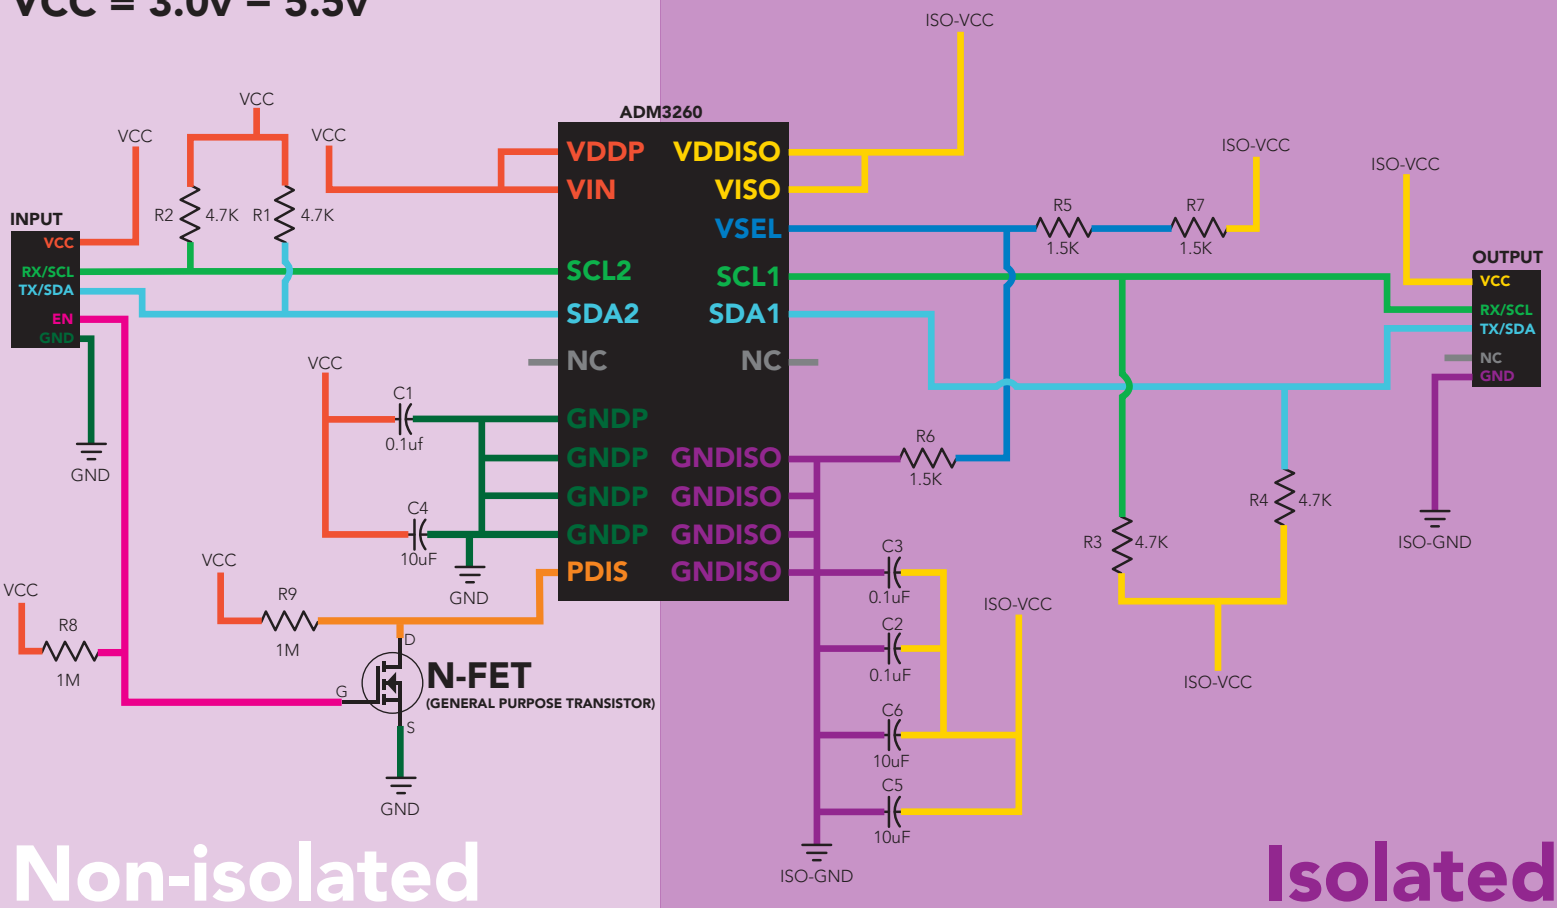 VCC = 3.0v – 5.5v
ISO-VCC
VCC
ADM3260
VCC
VCC
ISO-VCC
ISO-VCC
VDDP
VDDISO
VIN
VISO
R2
4.7K
R1
4.7K
R5
R7
INPUT
VSEL
VCC
1.5K
1.5K
OUTPUT
RX/SCL
SCL2
SCL1
VCC
TX/SDA
RX/SCL
EN
SDA2
SDA1
TX/SDA
GND
NC
NC
NC
VCC
GND
C1
GNDP
0.1uf
R6
GND
GNDP
GNDISO
1.5K
GNDP
GNDISO
R4
4.7K
C4
GNDP
GNDISO
R3
4.7K
ISO-GND
10uF
C3
VCC
PDIS
GNDISO
VCC
R9
GND
0.1uF
ISO-VCC
R8
C2
1M
D
1M
N-FET
0.1uF
ISO-VCC
G
(GENERAL PURPOSE TRANSISTOR)
C6
S
10uF
C5
GND
10uF
Non-isolated
ISO-GND
Isolated